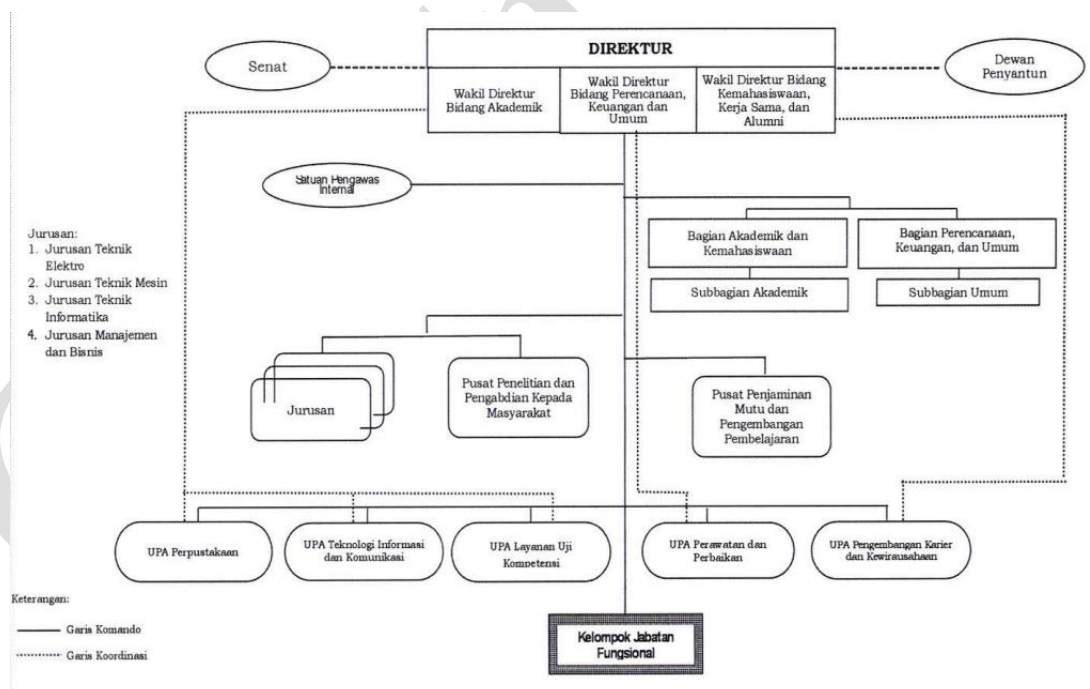 DIREKTUR
Senat
Dewan
Penyantun
Wakil Direktur
Bidang Akademik
Wakil Direktur
Bidang Perencanaan,
Keuangan dan
Umum
Wakil Direktur Bidang
Kemahasiswaan,
Kerja Sama, dan
Alumni
Satuan Pengawas
Internal
Jurusan:
1. Jurusan Teknik
Elektro
2. Jurusan Teknik Mesin
3. Jurusan Teknik
Informatika
4. Jurusan Manajemen
dan Bisnis
Bagian Akademik dan
Kemahasiswaan
Bagian Perencanaan,
Keuangan, dan Umum
Subbagian Akademik
Subbagian Umum
Jurusan
Pusat Penelitian dan
Pengabdian Kepada
Masyarakat
Pusat Penjaminan
Mutu dan
Pengembangan
Pembelajaran
UPA Perpustakaan
UPA Teknologi Informasi
dan Komunikasi
UPA Layanan Uji
Kompetensi
UPA Perawatan dan
Perbaikan
UPA Pengembangan Karier
dan Kewirausahaan
Keterangan:
Garis Komando
Garis Koordinasi
Kelompok Jabatan
Fungsional